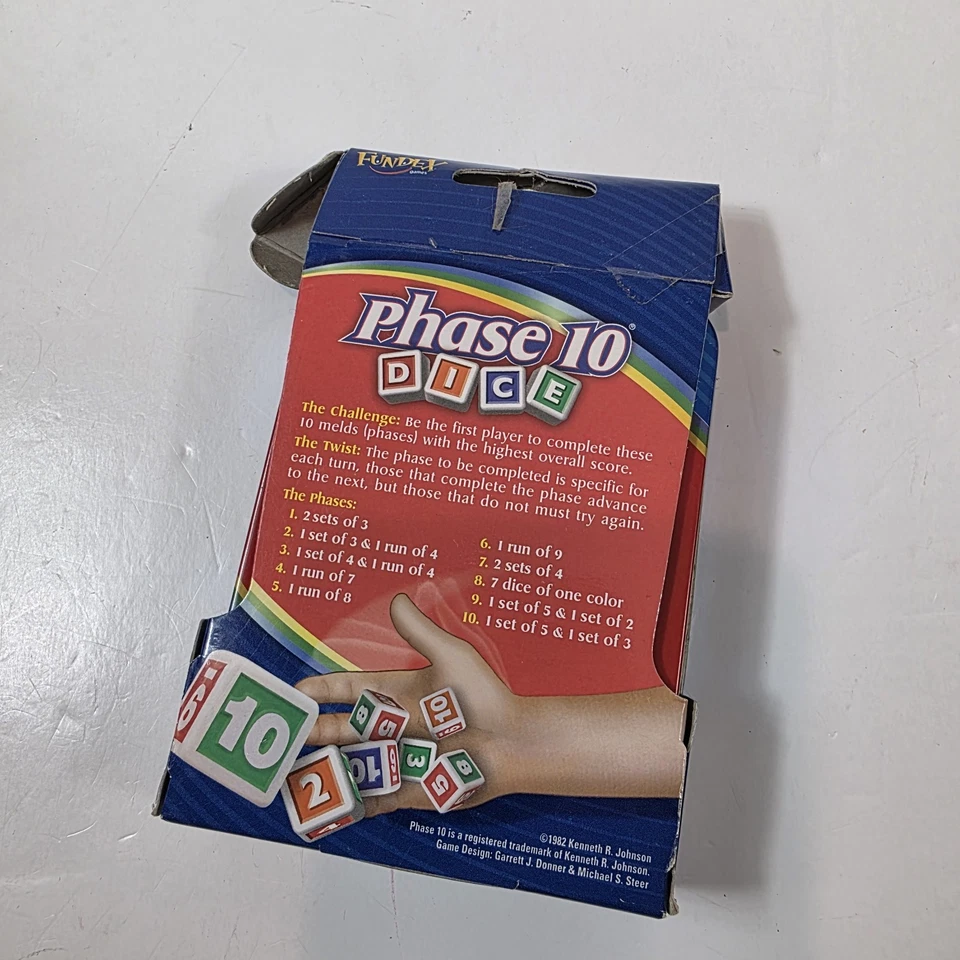 FUNDEX
Games
Phase 10®
DICE
The Challenge: Be the first player to complete these
10 melds (phases) with the highest overall score.
The Twist: The phase to be completed is specific for
each turn, those that complete the phase advance
to the next, but those that do not must try again.
The Phases:
1. 2 sets of 3
2. 1 set of 3 & 1 run of 4
3. 1 set of 4 & 1 run of 4
4. 1 run of 7
5. 1 run of 8
6. 1 run of 9
7. 2 sets of 4
8. 7 dice of one color
9. 1 set of 5 & 1 set of 2
10. 1 set of 5 & 1 set of 3
10
2
4
8
5
10
10
3
8
5
©1982 Kenneth R. Johnson
Phase 10 is a registered trademark of Kenneth R. Johnson.
Game Design: Garrett J. Donner & Michael S. Steer